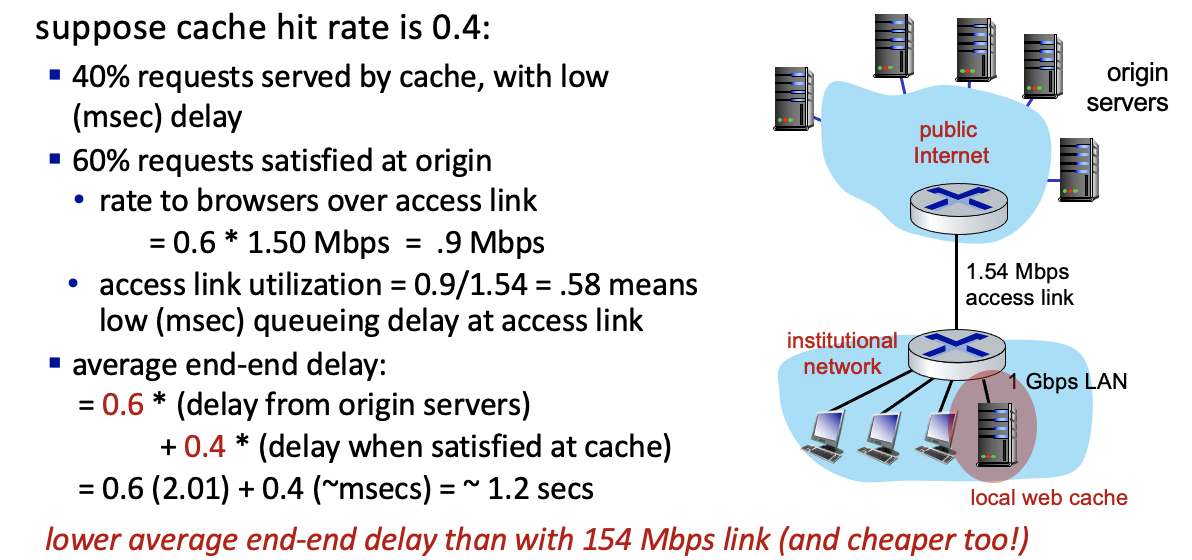 suppose cache hit rate is 0.4:
▪ 40% requests served by cache, with low
(msec) delay
▪ 60% requests satisfied at origin
• rate to browsers over access link
= 0.6 * 1.50 Mbps = .9 Mbps
• access link utilization = 0.9/1.54 = .58 means
low (msec) queueing delay at access link
▪ average end-end delay:
= 0.6 * (delay from origin servers)
+ 0.4 * (delay when satisfied at cache)
= 0.6 (2.01) + 0.4 (~msecs) = ~ 1.2 secs
lower average end-end delay than with 154 Mbps link (and cheaper too!)
origin
servers
public
Internet
1.54 Mbps
access link
institutional
network
1 Gbps LAN
local web cache